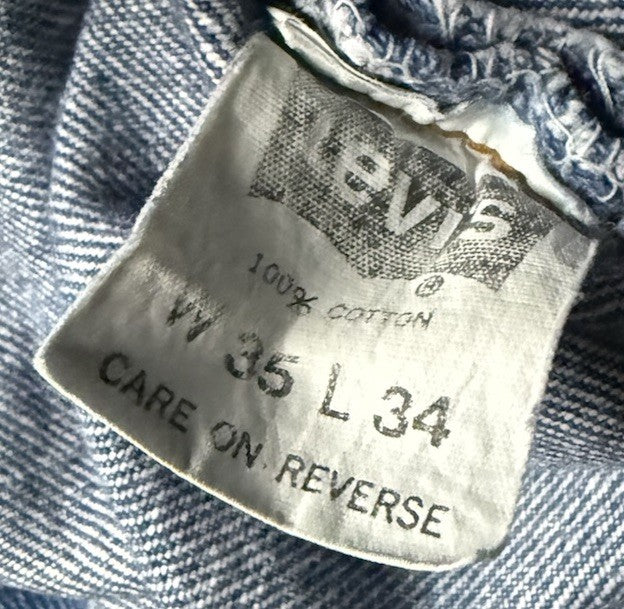 Levi's
®
100% COTTON
W 35 L 34
CARE ON REVERSE